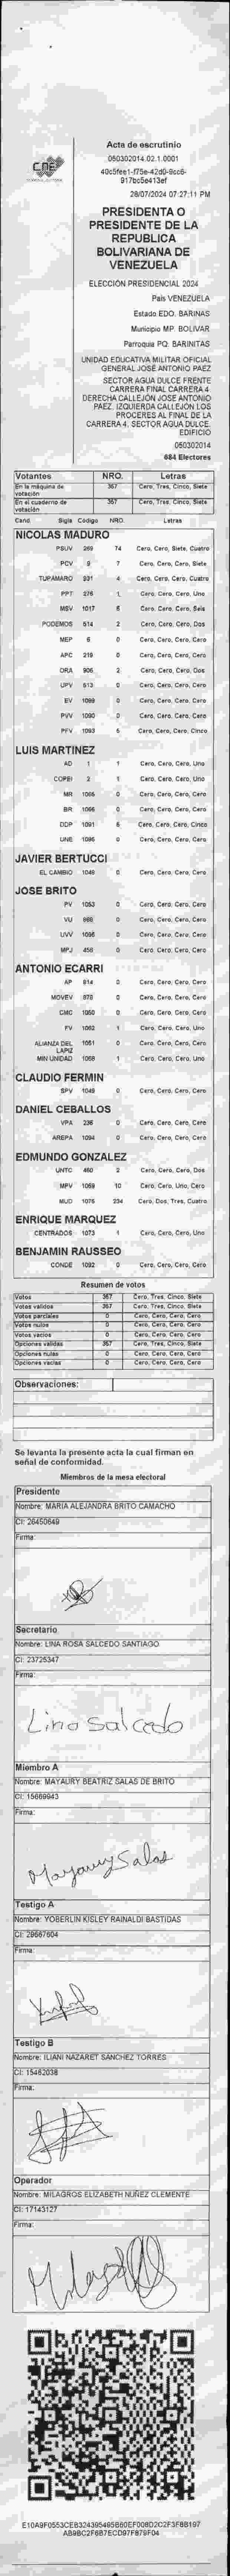 CNE
Acta de escrutinio
050302014.02.1.0001
40c5fee1-f75e-42d0-9cc6-
917bc5e413ef
28/07/2024 07:27:11 PM
PRESIDENTA O
PRESIDENTE DE LA
REPUBLICA
BOLIVARIANA DE
VENEZUELA
ELECCIÓN PRESIDENCIAL 2024
País VENEZUELA
Estado EDO. BARINAS
Municipio MP. BOLIVAR
Parroquia PQ. BARINITAS
UNIDAD EDUCATIVA MILITAR OFICIAL
GENERAL JOSÉ ANTONIO PAEZ
SECTOR AGUA DULCE FRENTE
CARRERA FINAL CARRERA 4
DERECHA CALLEJÓN JOSE ANTONIO
PAEZ. IZQUIERDA CALLEJON LOS
PROCERES AL FINAL DE LA
CARRERA 4, SECTOR AGUA DULCE.
EDIFICIO
050302014
684 Electores
Votantes NRO. Letras
En la máquina de votación 367 Cero, Tres, Cinco, Siete
En el cuaderno de votación 367 Cero, Tres, Cinco, Siete
Cand. Sigla Código NRO. Letras
NICOLAS MADURO
PSUV 269 74 Cero, Cero, Siete, Cuatro
PCV 9 7 Cero, Cero, Cero, Siete
TUPAMARO 931 4 Cero, Cero, Cero, Cuatro
PPT 276 1 Cero, Cero, Cero, Uno
MSV 1017 6 Cero, Cero, Cero, Seis
PODEMOS 514 2 Cero, Cero, Cero, Dos
MEP 6 0 Cero, Cero, Cero, Cero
APC 219 0 Cero, Cero, Cero, Cero
ORA 906 2 Cero, Cero, Cero, Dos
UPV 613 0 Cero, Cero, Cero, Cero
EV 1089 0 Cero, Cero, Cero, Cero
PVV 1090 0 Cero, Cero, Cero, Cero
PFV 1093 5 Cero, Cero, Cero, Cinco
LUIS MARTINEZ
AD 1 1 Cero, Cero, Cero, Uno
COPEI 2 1 Cero, Cero, Cero, Uno
MR 1005 0 Cero, Cero, Cero, Cero
BR 1066 0 Cero, Cero, Cero, Cero
DDP 1091 5 Cero, Cero, Cero, Cinco
UNE 1096 0 Cero, Cero, Cero, Cero
JAVIER BERTUCCI
EL CAMBIO 1048 0 Cero, Cero, Cero, Cero
JOSE BRITO
PV 1053 0 Cero, Cero, Cero, Cero
VU 988 0 Cero, Cero, Cero, Cero
UVV 1056 0 Cero, Cero, Cero, Cero
MPJ 458 0 Cero, Cero, Cero, Cero
ANTONIO ECARRI
AP 814 0 Cero, Cero, Cero, Cero
MOVEV 878 0 Cero, Cero, Cero, Cero
CMC 1050 0 Cero, Cero, Cero, Cero
FV 1062 1 Cero, Cero, Cero, Uno
ALIANZA DEL LAPIZ 1051 0 Cero, Cero, Cero, Cero
MIN UNIDAD 1058 1 Cero, Cero, Cero, Uno
CLAUDIO FERMIN
SPV 1049 0 Cero, Cero, Cero, Cero
DANIEL CEBALLOS
VPA 236 0 Cero, Cero, Cero, Cero
AREPA 1094 0 Cero, Cero, Cero, Cero
EDMUNDO GONZALEZ
UNTC 460 2 Cero, Cero, Cero, Dos
MPV 1059 10 Cero, Cero, Uno, Cero
MUD 1075 234 Cero, Dos, Tres, Cuatro
ENRIQUE MARQUEZ
CENTRADOS 1073 1 Cero, Cero, Cero, Uno
BENJAMIN RAUSSEO
CONDE 1092 0 Cero, Cero, Cero, Cero
Resumen de votos
Votos 357 Cero, Tres, Cinco, Siete
Votos validos 357 Cero, Tres, Cinco, Siete
Votos parciales 0 Cero, Cero, Cero, Cero
Votos nulos 0 Cero, Cero, Cero, Cero
Votos vacios 0 Cero, Cero, Cero, Cero
Opciones validas 357 Cero, Tres, Cinco, Siete
Opciones nulas 0 Cero, Cero, Cero, Cero
Opciones vacias 0 Cero, Cero, Cero, Cero
Observaciones:
Se levanta la presente acta la cual firman en
señal de conformidad.
Miembros de la mesa electoral
Presidente
Nombre: MARIA ALEJANDRA BRITO CAMACHO
CI: 26450649
Firma:
Secretario
Nombre: LINA ROSA SALCEDO SANTIAGO
CI: 23725347
Firma:
Lina Salcedo
Miembro A
Nombre: MAYAURY BEATRIZ SALAS DE BRITO
CI: 15669943
Firma:
Mayaury Salas
Testigo A
Nombre: YOBERLIN KISLEY RAINALDI BASTIDAS
CI: 29667604
Firma:
Testigo B
Nombre: ILIANI NAZARET SANCHEZ TORRES
CI: 15462038
Firma:
Operador
Nombre: MILAGROS ELIZABETH NUÑEZ CLEMENTE
CI: 17143127
Firma:
E10A9F0553CEB324395495B60EF008D2C2F3F8B197
AB9BC2F6B7ECD97F879F04